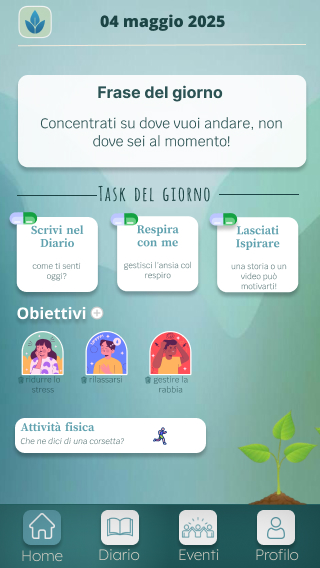 04 maggio 2025
Frase del giorno
Concentrati su dove vuoi andare, non
dove sei al momento!
Task del giorno
Scrivi nel
Diario
come ti senti
oggi?
Respira
con me
gestisci l'ansia col
respiro
Lasciati
Ispirare
una storia o un
video può
motivarti!
Obiettivi
ridurre lo
stress
rilassarsi
gestire la
rabbia
Attività fisica
Che ne dici di una corsetta?
Home
Diario
Eventi
Profilo